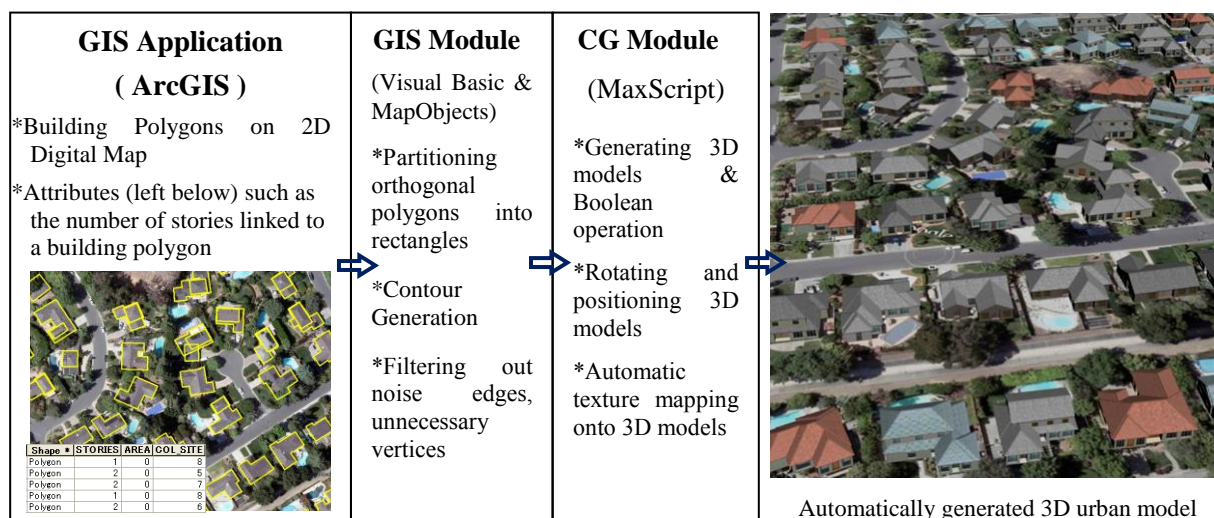 GIS Application
( ArcGIS )
*Building Polygons on 2D
Digital Map
*Attributes (left below) such as
the number of stories linked to
a building polygon
Shape * STORIES AREA COL_SITE
Polygon 1 0 8
Polygon 2 0 5
Polygon 2 0 7
Polygon 1 0 8
Polygon 2 0 6
GIS Module
(Visual Basic &
MapObjects)
*Partitioning
orthogonal
polygons into
rectangles
*Contour
Generation
*Filtering out
noise edges,
unnecessary
vertices
CG Module
(MaxScript)
*Generating 3D
models &
Boolean
operation
*Rotating and
positioning 3D
models
*Automatic
texture mapping
onto 3D models
Automatically generated 3D urban model